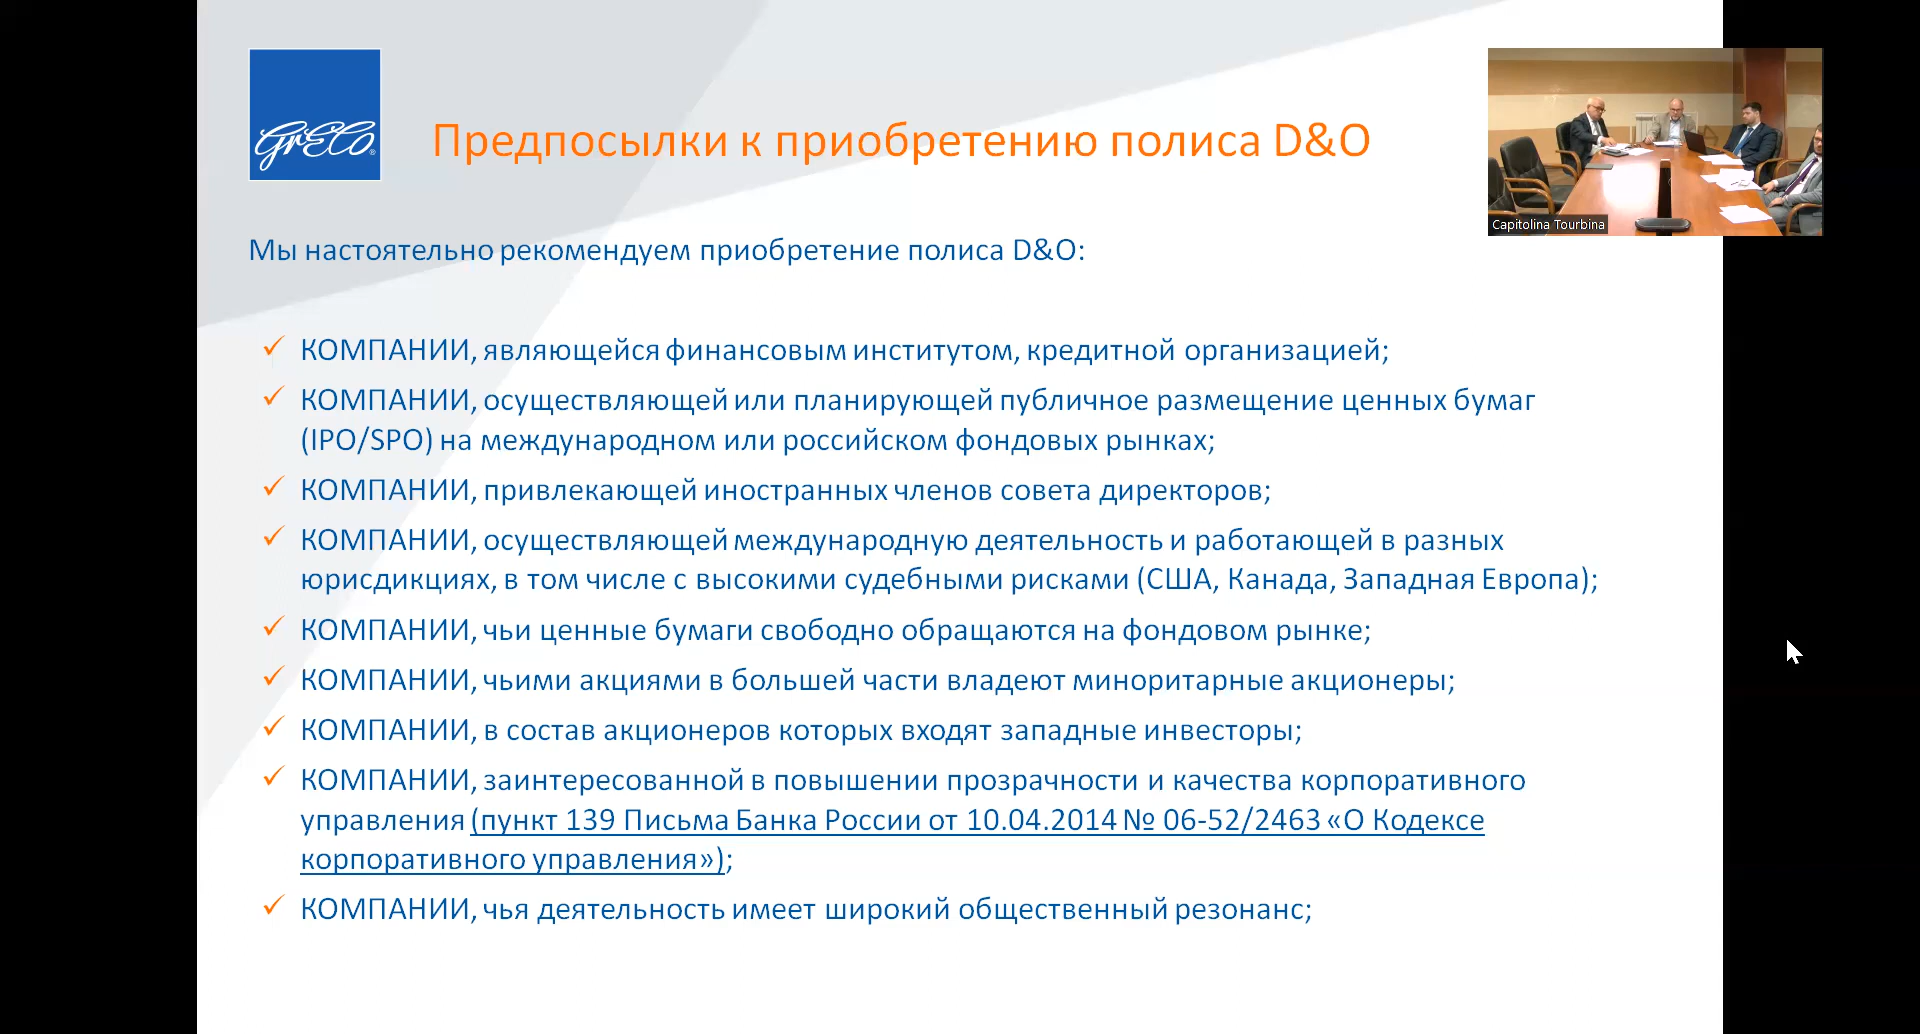 GrECo®
Предпосылки к приобретению полиса D&O
Capitolina Tourbina
Мы настоятельно рекомендуем приобретение полиса D&O:
КОМПАНИИ, являющейся финансовым институтом, кредитной организацией;
КОМПАНИИ, осуществляющей или планирующей публичное размещение ценных бумаг
(IPO/SPO) на международном или российском фондовых рынках;
КОМПАНИИ, привлекающей иностранных членов совета директоров;
КОМПАНИИ, осуществляющей международную деятельность и работающей в разных
юрисдикциях, в том числе с высокими судебными рисками (США, Канада, Западная Европа);
КОМПАНИИ, чьи ценные бумаги свободно обращаются на фондовом рынке;
КОМПАНИИ, чьими акциями в большей части владеют миноритарные акционеры;
КОМПАНИИ, в состав акционеров которых входят западные инвесторы;
КОМПАНИИ, заинтересованной в повышении прозрачности и качества корпоративного
управления (пункт 139 Письма Банка России от 10.04.2014 № 06-52/2463 «О Кодексе
корпоративного управления»);
КОМПАНИИ, чья деятельность имеет широкий общественный резонанс;